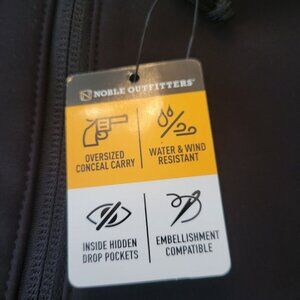 NOBLE OUTFITTERS
OVERSIZED
CONCEAL CARRY
WATER & WIND
RESISTANT
INSIDE HIDDEN
DROP POCKETS
EMBELLISHMENT
COMPATIBLE